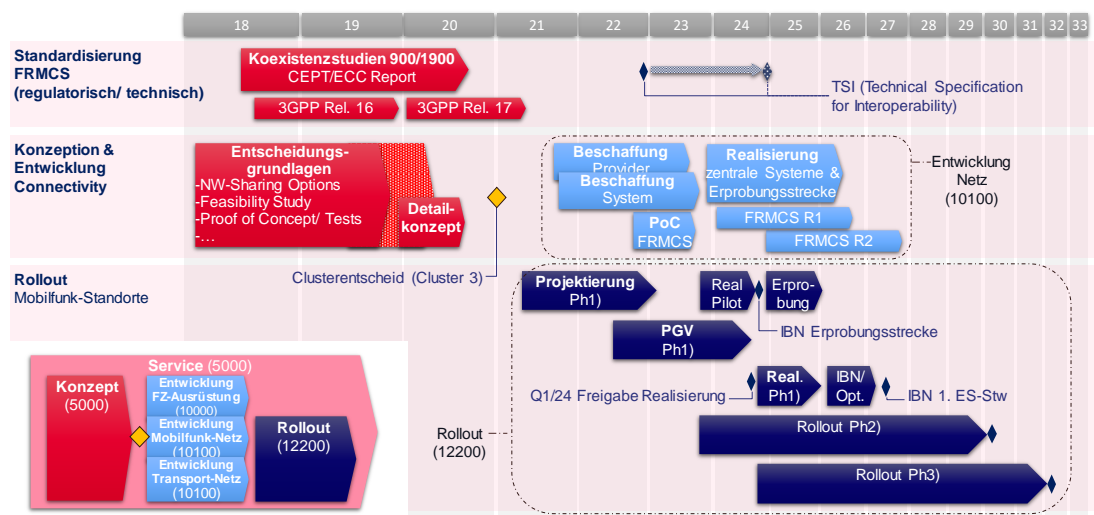 18 19 20 21 22 23 24 25 26 27 28 29 30 31 32 33
Standardisierung
FRMCS
(regulatorisch/ technisch)
Koexistenzstudien 900/1900
CEPT/ECC Report
3GPP Rel. 16
3GPP Rel. 17
TSI (Technical Specification
for Interoperability)
Konzeption &
Entwicklung
Connectivity
Entscheidungs-
grundlagen
-NW-Sharing Options
-Feasibility Study
-Proof of Concept/ Tests
-...
Detail-
konzept
Beschaffung
Provider
Beschaffung
System
PoC
FRMCS
Realisierung
zentrale Systeme &
Erprobungsstrecke
FRMCS R1
FRMCS R2
Entwicklung
Netz
(10100)
Clusterentscheid (Cluster 3)
Rollout
Mobilfunk-Standorte
Projektierung
Ph1)
Real
Pilot
Erpro-
bung
IBN Erprobungsstrecke
PGV
Ph1)
Q1/24 Freigabe Realisierung
Real.
Ph1)
IBN/
Opt.
IBN 1. ES-Stw
Rollout
(12200)
Rollout Ph2)
Rollout Ph3)
Service (5000)
Konzept
(5000)
Entwicklung
FZ-Ausrüstung
(10000)
Entwicklung
Mobilfunk-Netz
(10100)
Entwicklung
Transport-Netz
(10100)
Rollout
(12200)